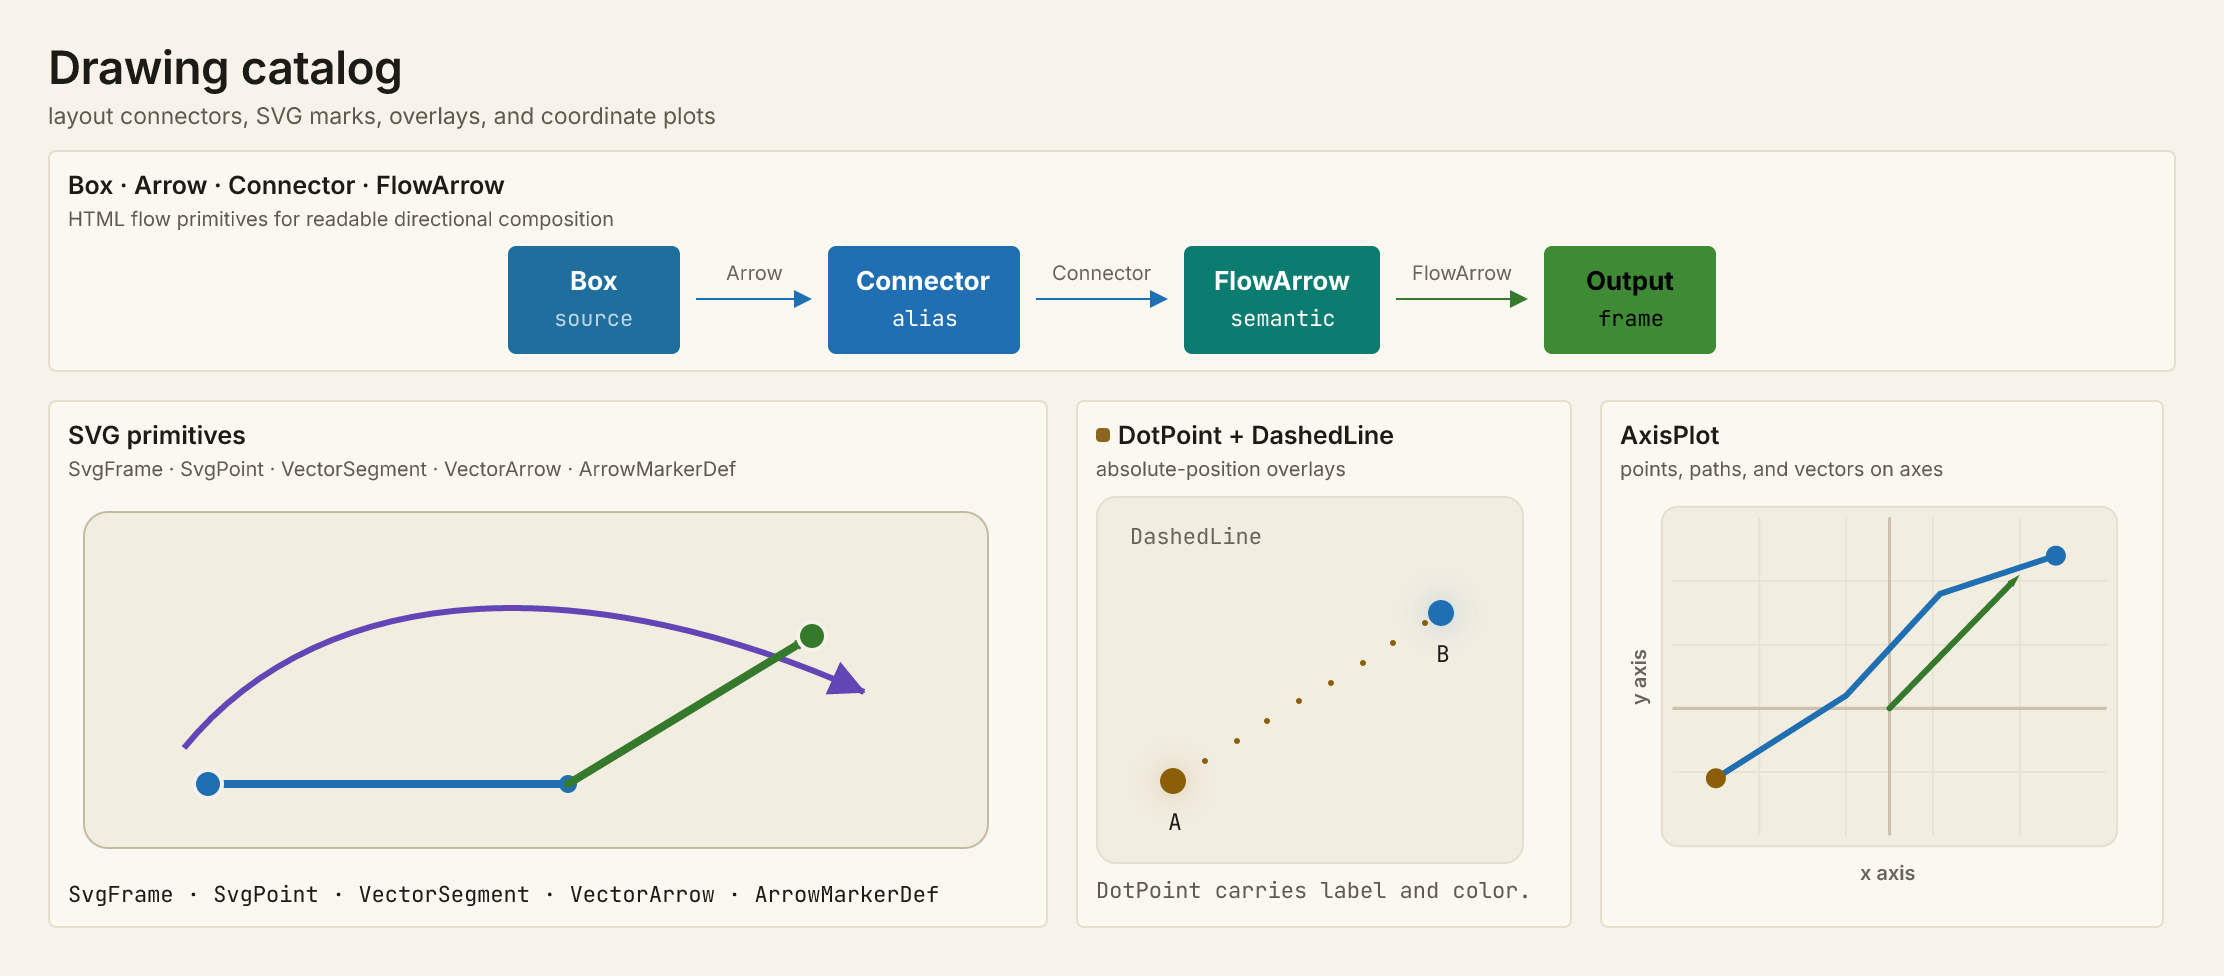 Drawing catalog
layout connectors, SVG marks, overlays, and coordinate plots
Box · Arrow · Connector · FlowArrow
HTML flow primitives for readable directional composition
Box
source
Arrow
Connector
alias
Connector
FlowArrow
semantic
FlowArrow
Output
frame
SVG primitives
SvgFrame · SvgPoint · VectorSegment · VectorArrow · ArrowMarkerDef
SvgFrame · SvgPoint · VectorSegment · VectorArrow · ArrowMarkerDef
DotPoint + DashedLine
absolute-position overlays
DashedLine
B
A
DotPoint carries label and color.
AxisPlot
points, paths, and vectors on axes
y axis
x axis